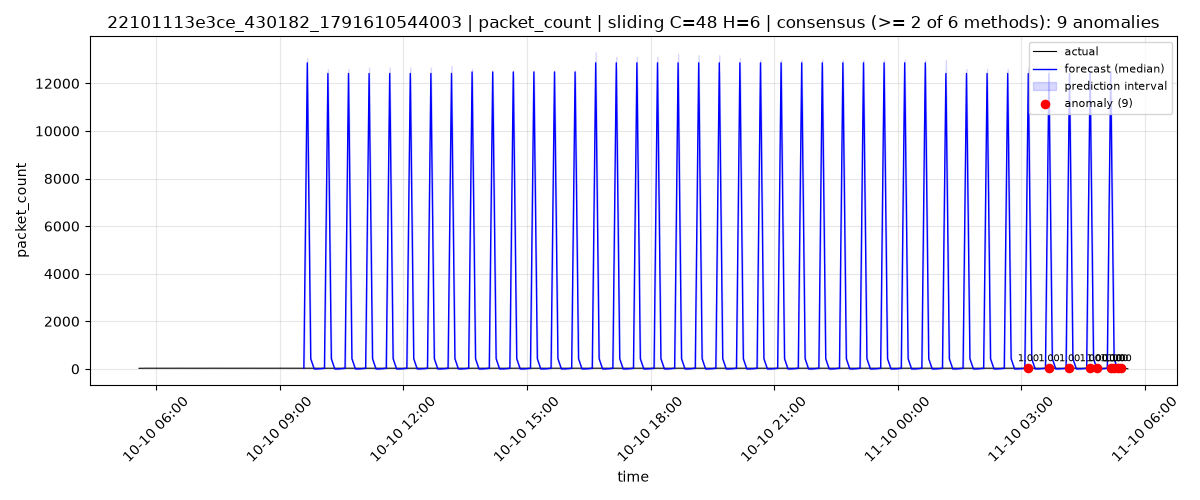 22101113e3ce_430182_1791610544003 | packet_count | sliding C=48 H=6 | consensus (>= 2 of 6 methods): 9 anomalies
actual
forecast (median)
prediction interval
anomaly (9)
packet_count
12000
10000
8000
6000
4000
2000
0
10-10 06:00
10-10 09:00
10-10 12:00
10-10 15:00
10-10 18:00
10-10 21:00
11-10 00:00
11-10 03:00
11-10 06:00
time